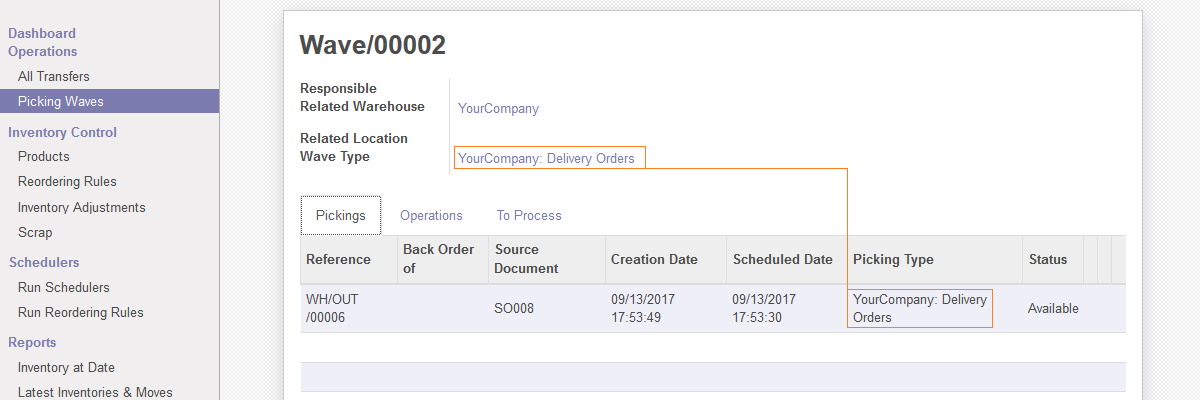 Dashboard
Operations
All Transfers
Picking Waves
Inventory Control
Products
Reordering Rules
Inventory Adjustments
Scrap
Schedulers
Run Schedulers
Run Reordering Rules
Reports
Inventory at Date
Latest Inventories & Moves
Wave/00002
Responsible
Related Warehouse YourCompany
Related Location
Wave Type YourCompany: Delivery Orders
Pickings Operations To Process
Reference Back Order of Source Document Creation Date Scheduled Date Picking Type Status
WH/OUT 09/13/2017 09/13/2017 YourCompany: Delivery
SO008 Available
/00006 17:53:49 17:53:30 Orders